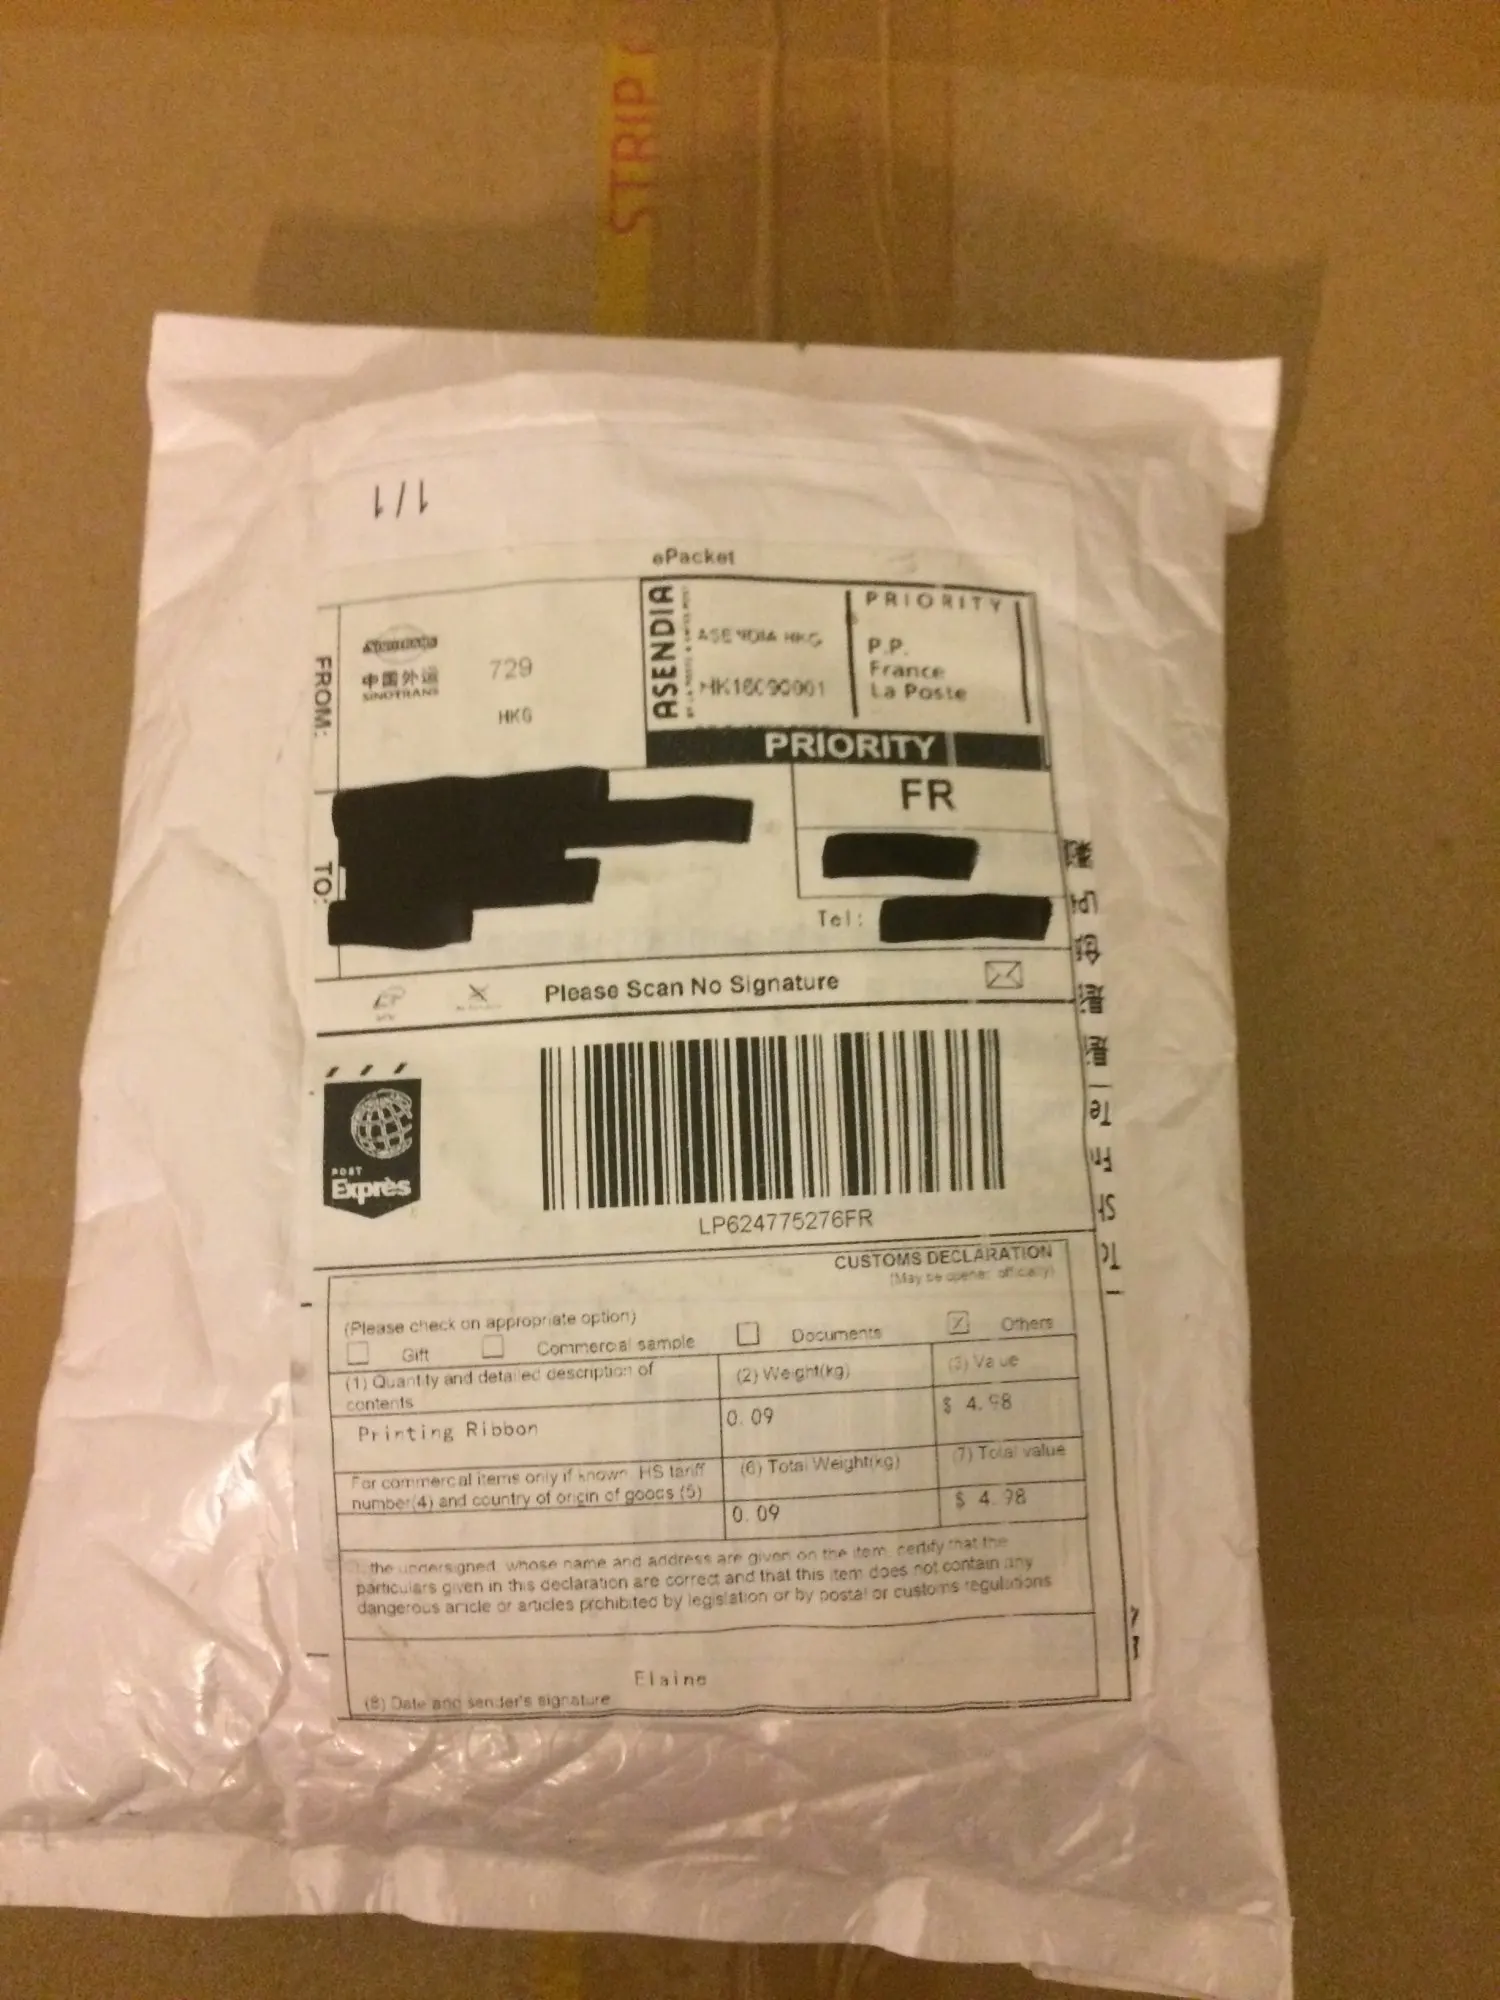 STRIP
1/1
ePacket
FROM:
中国外运
SINOTRANS
729
HKG
ASENDIA
ASENDIA HKG
PRIORITY
P.P.
France
La Poste
PRIORITY
FR
TO:
Tel:
Please Scan No Signature
POST
Exprès
LP624775276FR
CUSTOMS DECLARATION
(May be opened officially)
(Please check on appropriate option)
Gift Commercial sample Documents Others
(1) Quantity and detailed description of contents
(2) Weight(kg)
(3) Value
Printing Ribbon
0.09
$ 4.98
For commercial items only if known HS tariff
number(4) and country of origin of goods (5)
(6) Total Weight(kg)
(7) Total value
0.09
$ 4.98
the undersigned whose name and address are given on the item, certify that the
particulars given in this declaration are correct and that this item does not contain any
dangerous article or articles prohibited by legislation or by postal or customs regulations
Elaine
(8) Date and sender's signature